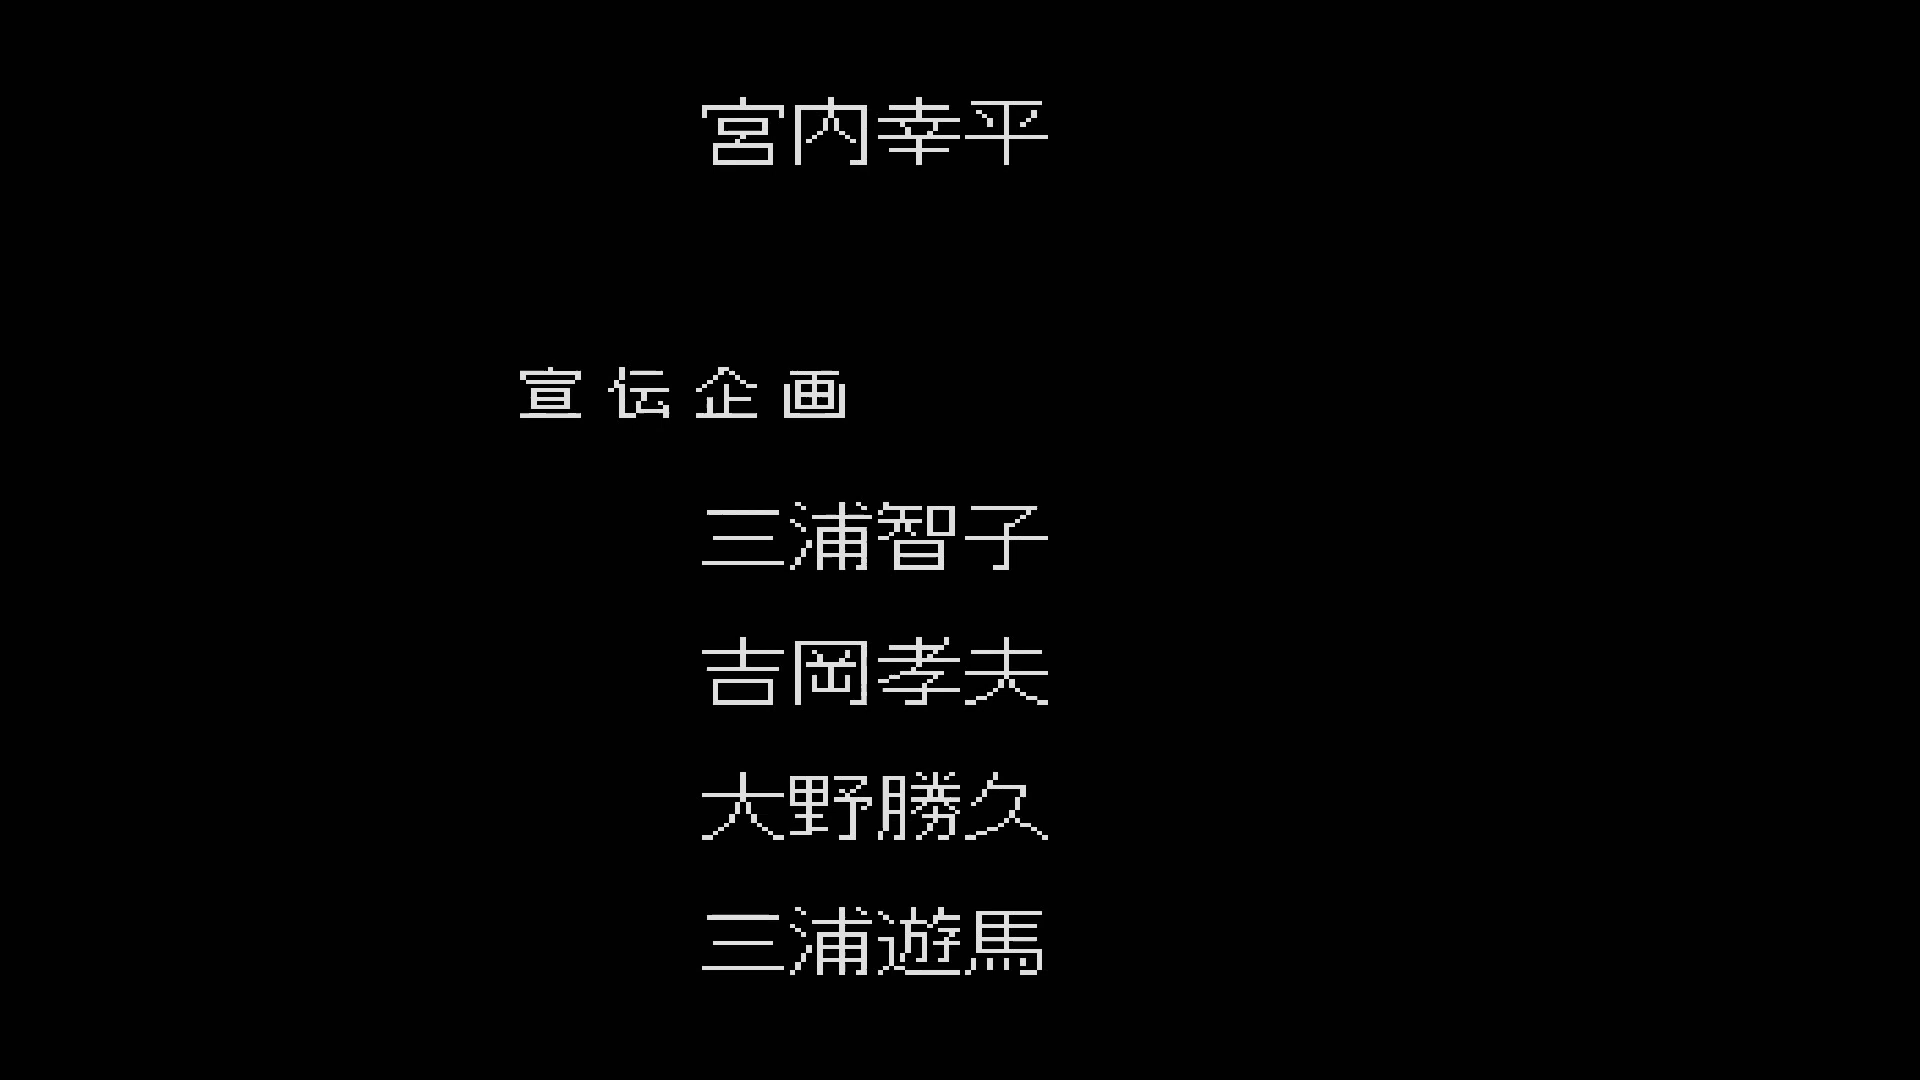 宮内幸平
宣伝企画
三浦智子
吉岡孝夫
大野勝久
三浦遊馬